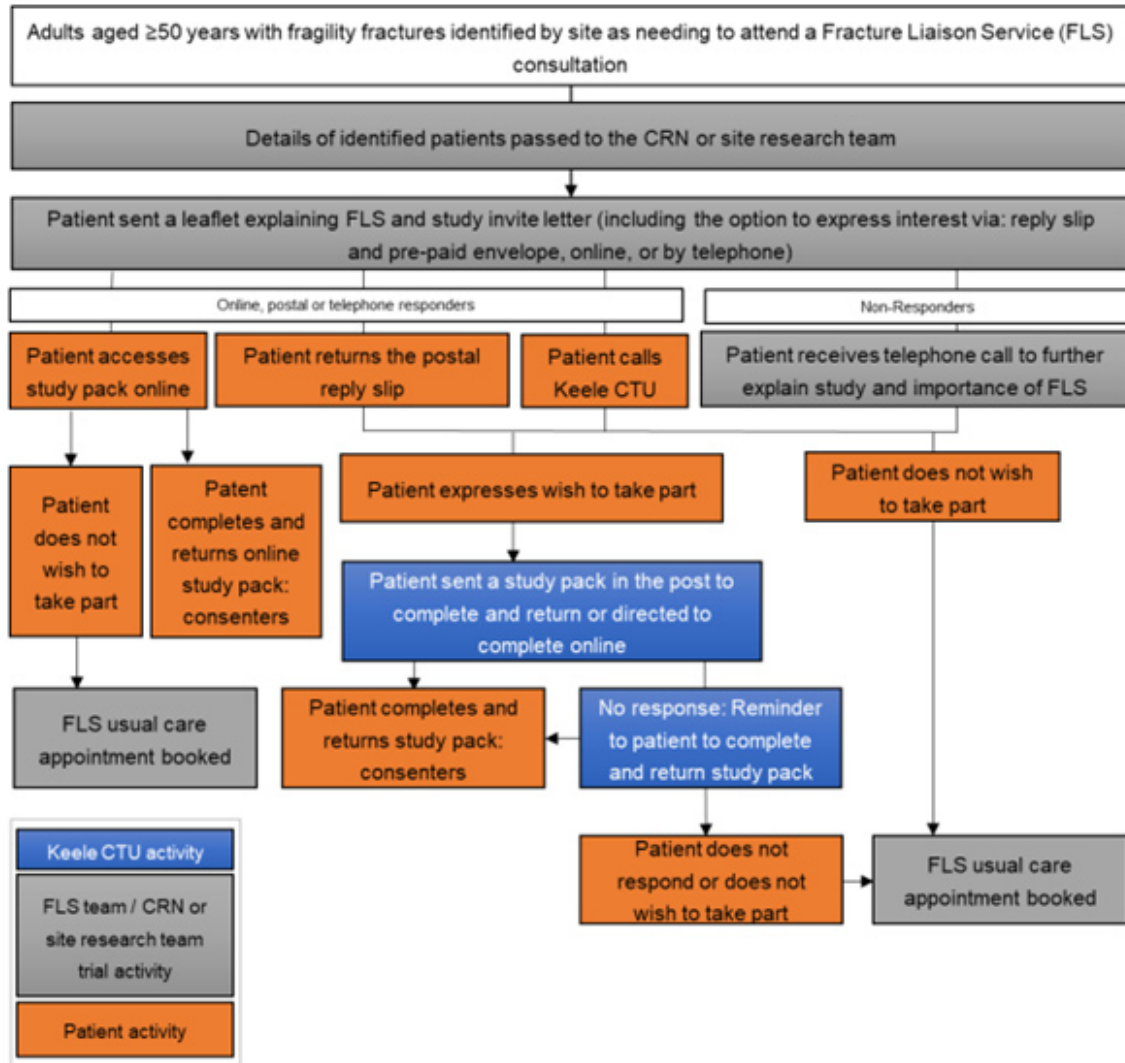 Adults aged ≥50 years with fragility fractures identified by site as needing to attend a Fracture Liaison Service (FLS)
consultation
Details of identified patients passed to the CRN or site research team
Patient sent a leaflet explaining FLS and study invite letter (including the option to express interest via: reply slip
and pre-paid envelope, online, or by telephone)
Online, postal or telephone responders
Non-Responders
Patient accesses
study pack online
Patient returns the postal
reply slip
Patient calls
Keele CTU
Patient receives telephone call to further
explain study and importance of FLS
Patient
does not
wish to
take part
Patent
completes and
returns online
study pack:
consenters
Patient expresses wish to take part
Patient does not wish
to take part
Patient sent a study pack in the post to
complete and return or directed to
complete online
FLS usual care
appointment booked
Patient completes and
returns study pack:
consenters
No response: Reminder
to patient to complete
and return study pack
Patient does not
respond or does not
wish to take part
FLS usual care
appointment booked
Keele CTU activity
FLS team / CRN or
site research team
trial activity
Patient activity